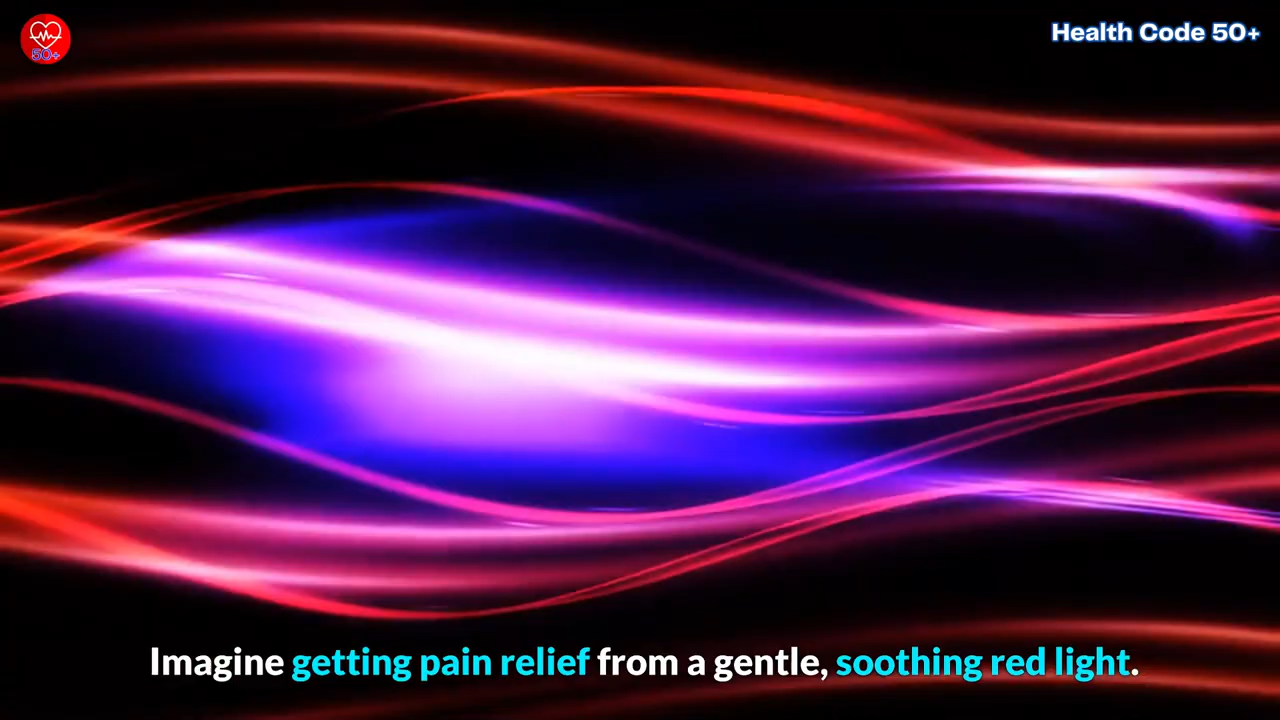 Health Code 50+
50+
Imagine getting pain relief from a gentle, soothing red light.